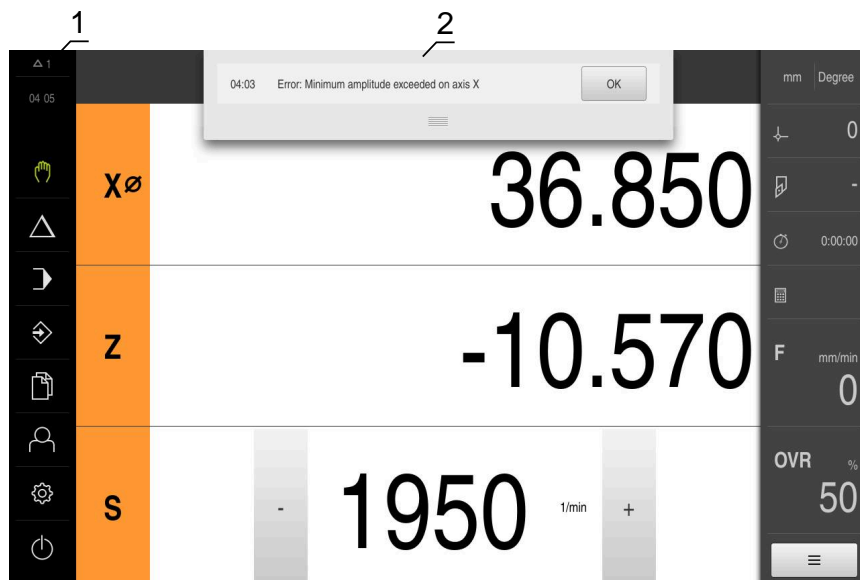 1
2
1
04:03 Error: Minimum amplitude exceeded on axis X OK
mm Degree
04 05
0
X⌀ 36.850
-
0:00:00
Z -10.570
F mm/min
0
OVR %
50
S - 1950 1/min +